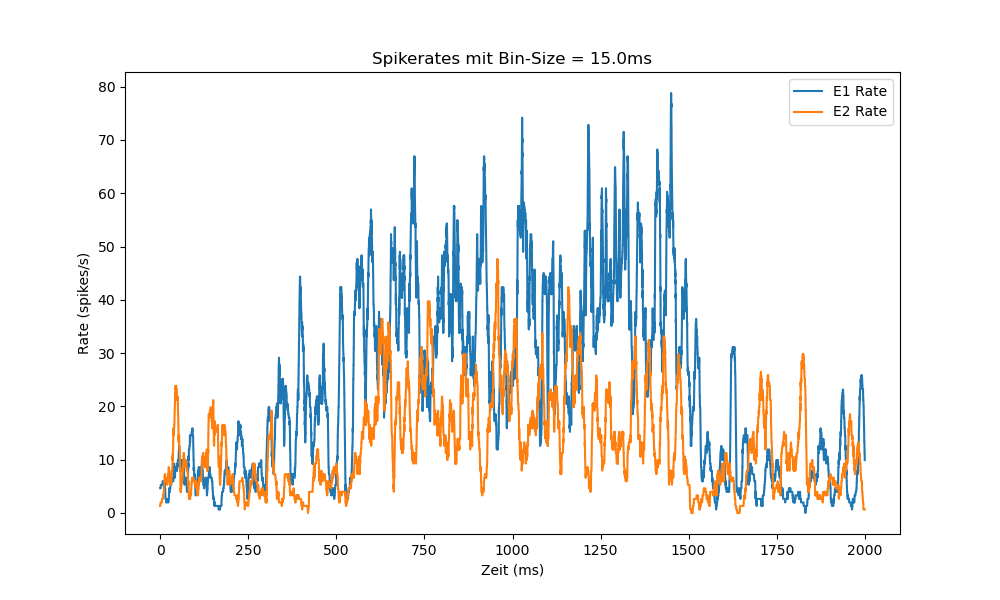 Spikerates mit Bin-Size = 15.0ms
E1 Rate
E2 Rate
Rate (spikes/s)
80
70
60
50
40
30
20
10
0
0 250 500 750 1000 1250 1500 1750 2000
Zeit (ms)